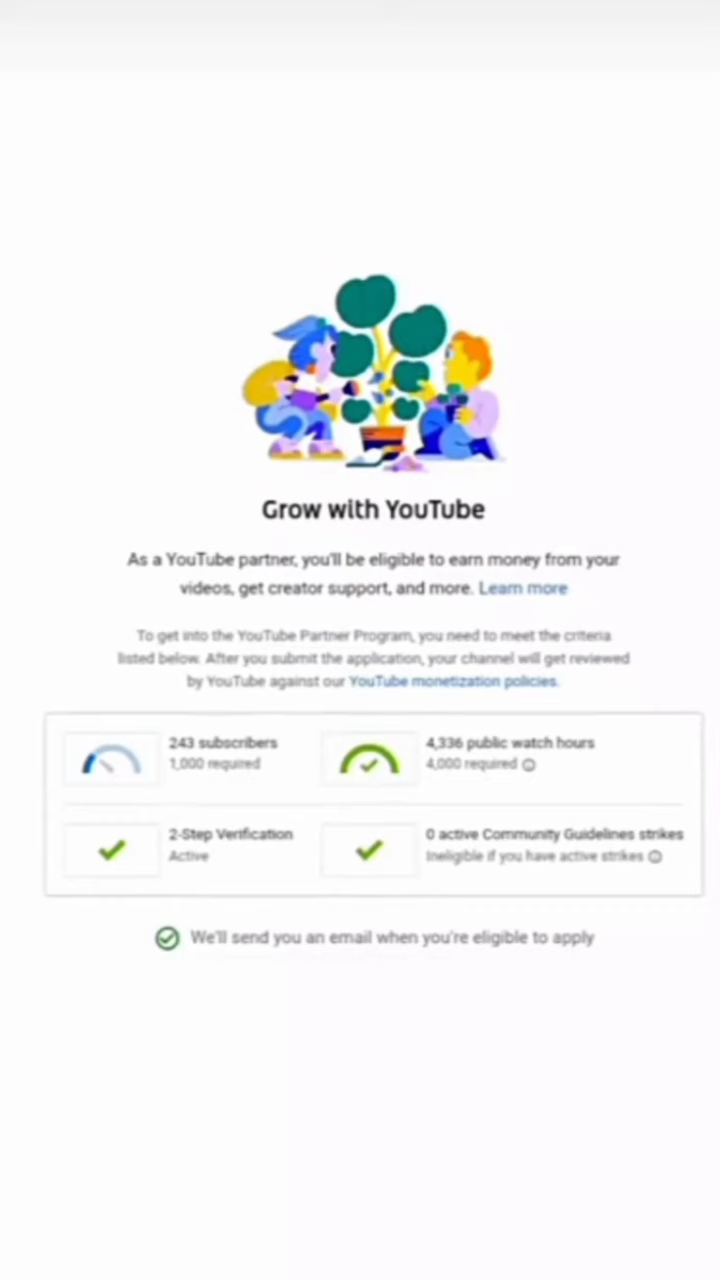 Grow with YouTube
As a YouTube partner, you'll be eligible to earn money from your
videos, get creator support, and more. Learn more
To get into the YouTube Partner Program, you need to meet the criteria
listed below. After you submit the application, your channel will get reviewed
by YouTube against our YouTube monetization policies.
243 subscribers
1,000 required
4,336 public watch hours
4,000 required
2-Step Verification
Active
0 active Community Guidelines strikes
Ineligible if you have active strikes
We'll send you an email when you're eligible to apply